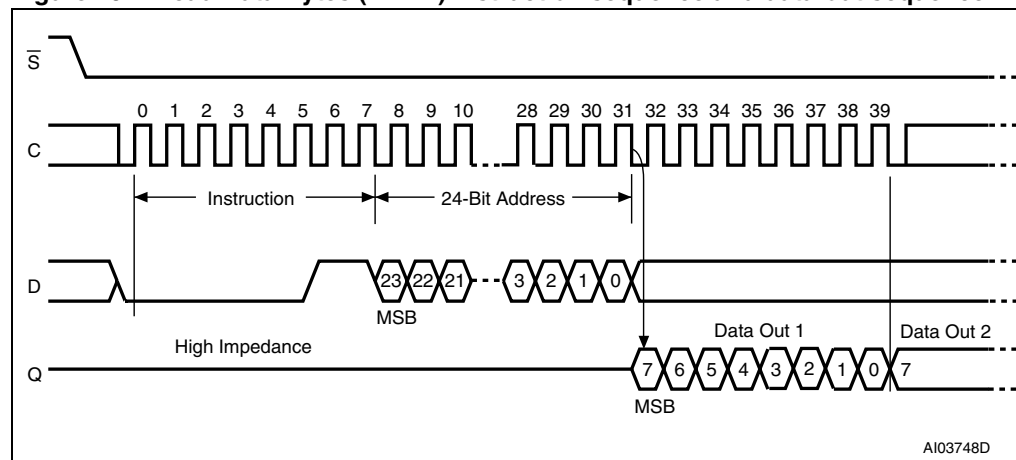 S
0 1 2 3 4 5 6 7 8 9 10 28 29 30 31 32 33 34 35 36 37 38 39
C
Instruction 24-Bit Address
D
23 22 21 3 2 1 0
MSB
High Impedance
Data Out 1 Data Out 2
Q
7 6 5 4 3 2 1 0 7
MSB
AI03748D